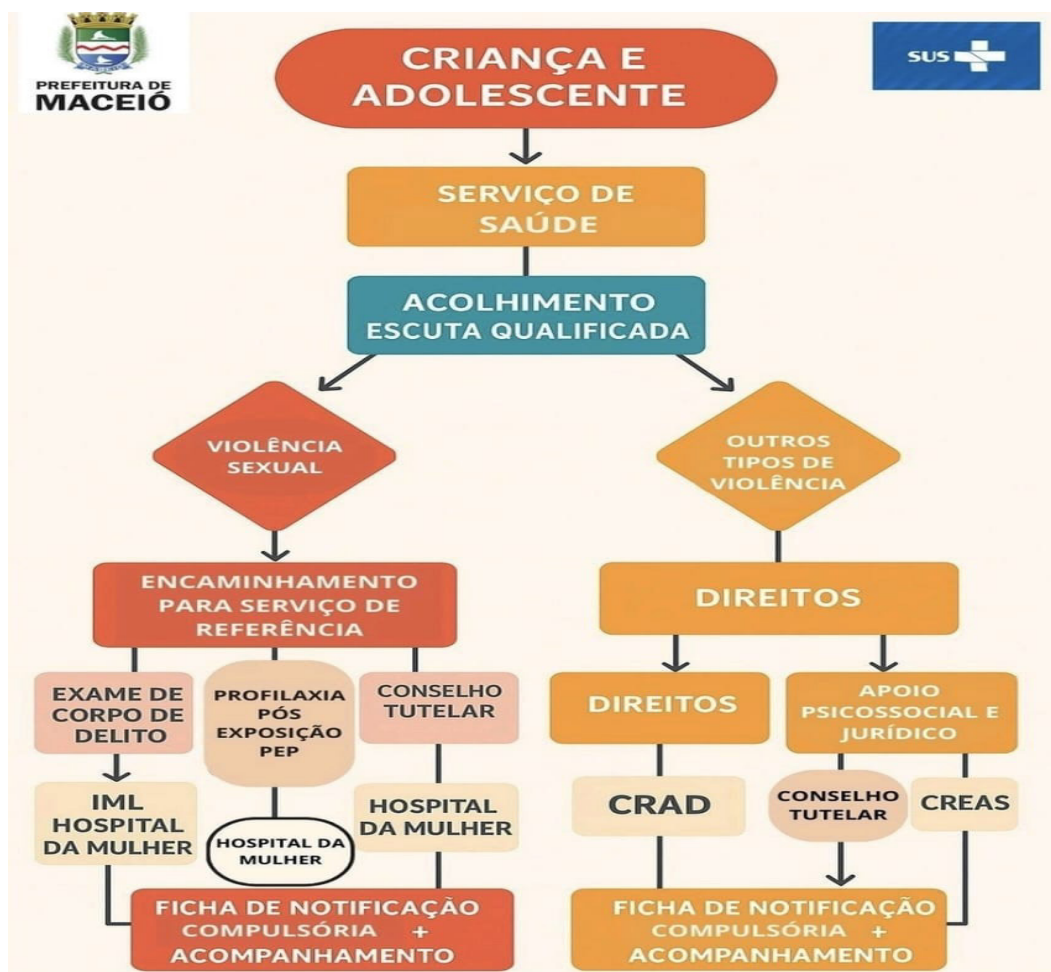 PREFEITURA DE
MACEIÓ
SUS
CRIANÇA E
ADOLESCENTE
SERVIÇO DE
SAÚDE
ACOLHIMENTO
ESCUTA QUALIFICADA
VIOLÊNCIA
SEXUAL
OUTROS
TIPOS DE
VIOLÊNCIA
ENCAMINHAMENTO
PARA SERVIÇO DE
REFERÊNCIA
DIREITOS
EXAME DE
CORPO DE
DELITO
PROFILAXIA
PÓS
EXPOSIÇÃO
PEP
CONSELHO
TUTELAR
DIREITOS
APOIO
PSICOSSOCIAL E
JURÍDICO
IML
HOSPITAL
DA MULHER
HOSPITAL DA
MULHER
HOSPITAL
DA MULHER
CRAD
CONSELHO
TUTELAR
CREAS
FICHA DE NOTIFICAÇÀO
COMPULSÓRIA +
ACOMPANHAMENTO
FICHA DE NOTIFICAÇÃO
COMPULSÓRIA +
ACOMPANHAMENTO